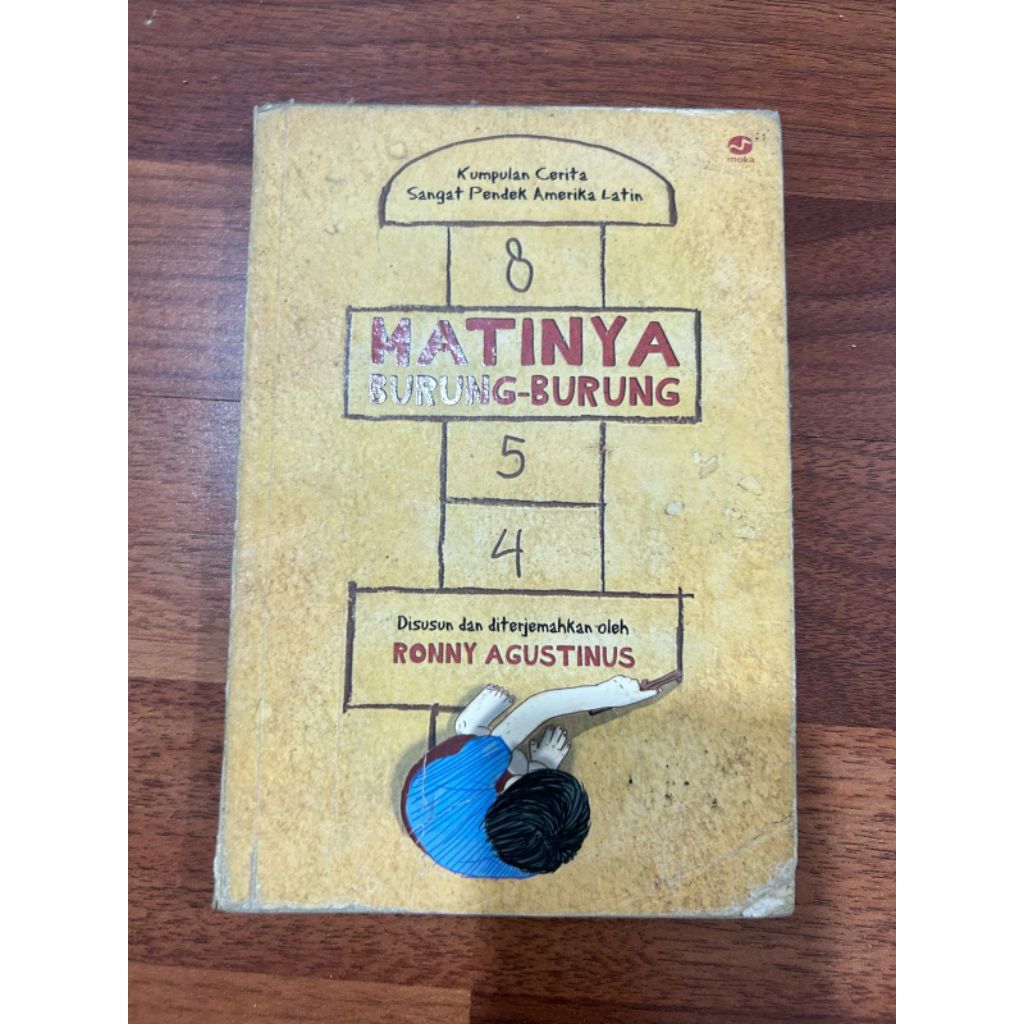 moka
Kumpulan Cerita
Sangat Pendek Amerika Latin
8
MATINYA
BURUNG-BURUNG
5
4
Disusun dan diterjemahkan oleh
RONNY AGUSTINUS